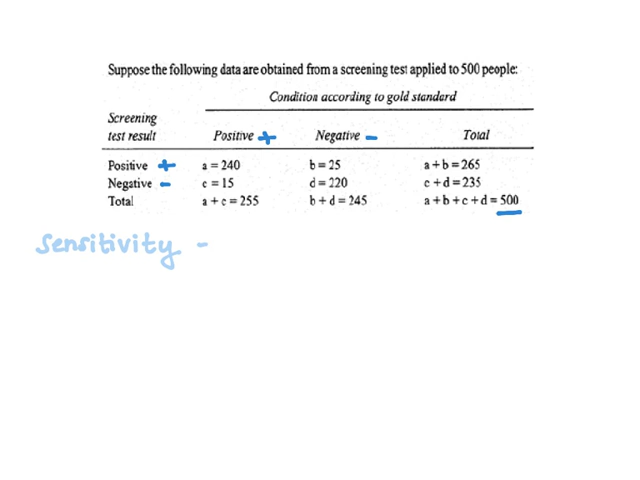 Suppose the following data are obtained from a screening test applied to 500 people:
Condition according to gold standard
Screening
test result Positive + Negative - Total
Positive + a = 240 b = 25 a+b = 265
Negative - c = 15 d = 220 c+d = 235
Total a+c = 255 b+d = 245 a+b+c+d = 500
Sensitivity -